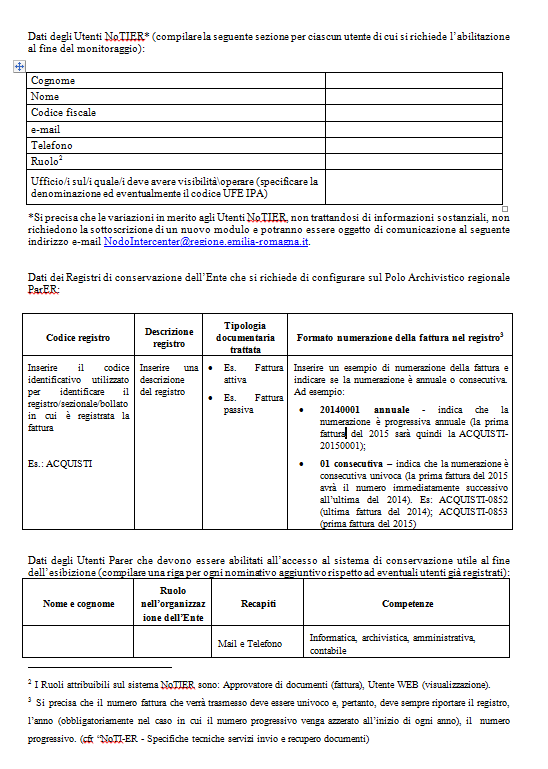 Dati degli Utenti NoTIER* (compilare la seguente sezione per ciascun utente di cui si richiede l'abilitazione
al fine del monitoraggio):
Cognome
Nome
Codice fiscale
e-mail
Telefono
Ruolo2
Ufficio/i sul/i quale/i deve avere visibilità\operare (specificare la
denominazione ed eventualmente il codice UFE IPA)
*Si precisa che le variazioni in merito agli Utenti NoTIER, non trattandosi di informazioni sostanziali, non
richiedono la sottoscrizione di un nuovo modulo e potranno essere oggetto di comunicazione al seguente
indirizzo e-mail NodoIntercenter@regione.emilia-romagna.it.
Dati dei Registri di conservazione dell'Ente che si richiede di configurare sul Polo Archivistico regionale
ParER:
Codice registro
Descrizione
registro
Tipologia
documentaria
trattata
Formato numerazione della fattura nel registro3
Inserire il codice
identificativo utilizzato
per identificare il
registro/sezionale/bollato
in cui è registrata la
fattura
Es.: ACQUISTI
Inserire una
descrizione
del registro
• Es. Fattura
attiva
• Es. Fattura
passiva
Inserire un esempio di numerazione della fattura e
indicare se la numerazione è annuale o consecutiva.
Ad esempio:
• 20140001 annuale - indica che la
numerazione è progressiva annuale (la prima
fattura del 2015 sarà quindi la ACQUISTI-
20150001);
• 01 consecutiva – indica che la numerazione è
consecutiva univoca (la prima fattura del 2015
avrà il numero immediatamente successivo
all'ultima del 2014). Es: ACQUISTI-0852
(ultima fattura del 2014); ACQUISTI-0853
(prima fattura del 2015)
Dati degli Utenti Parer che devono essere abilitati all'accesso al sistema di conservazione utile al fine
dell'esibizione (compilare una riga per ogni nominativo aggiuntivo rispetto ad eventuali utenti già registrati):
Nome e cognome
Ruolo
nell'organizzaz
ione dell'Ente
Recapiti
Competenze
Mail e Telefono
Informatica, archivistica, amministrativa,
contabile
2 I Ruoli attribuibili sul sistema NoTIER sono: Approvatore di documenti (fattura), Utente WEB (visualizzazione).
3 Si precisa che il numero fattura che verrà trasmesso deve essere univoco e, pertanto, deve sempre riportare il registro,
l'anno (obbligatoriamente nel caso in cui il numero progressivo venga azzerato all'inizio di ogni anno), il numero
progressivo. (cfr "NoTI-ER - Specifiche tecniche servizi invio e recupero documenti)